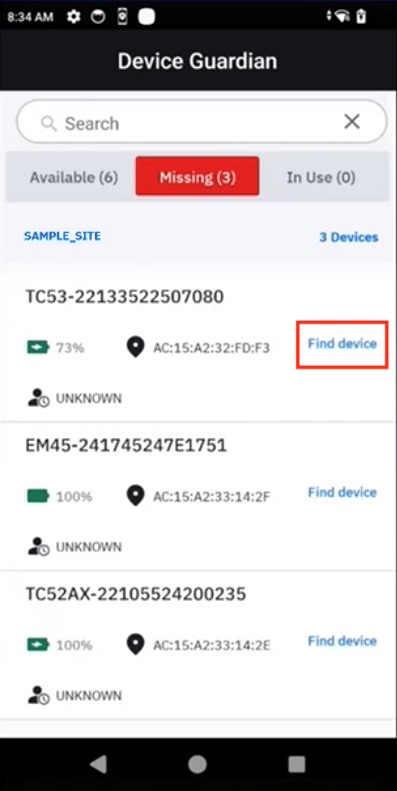 8:34 AM
Device Guardian
Search
Available (6) Missing (3) In Use (0)
SAMPLE_SITE 3 Devices
TC53-22133522507080
73% AC:15:A2:32:FD:F3 Find device
UNKNOWN
EM45-241745247E1751
100% AC:15:A2:33:14:2F Find device
UNKNOWN
TC52AX-22105524200235
100% AC:15:A2:33:14:2E Find device
UNKNOWN